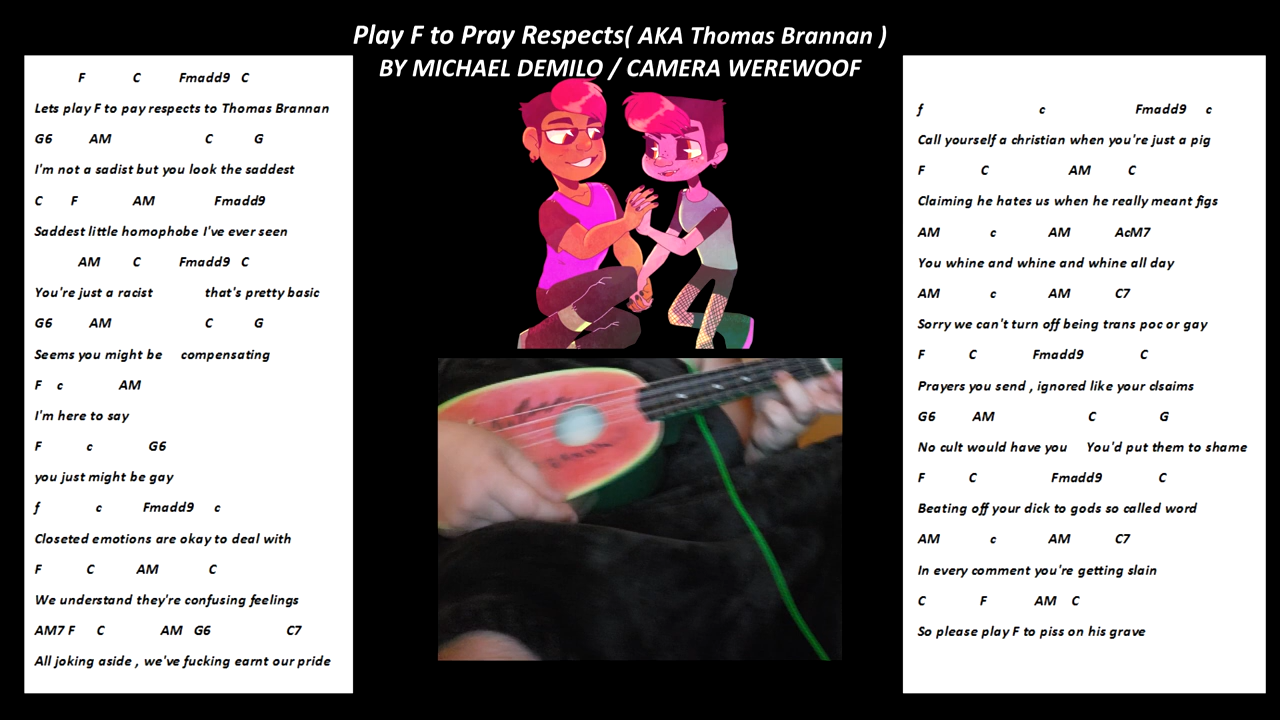 Play F to Pray Respects( AKA Thomas Brannan )
BY MICHAEL DEMILO / CAMERA WEREWOOF
F C Fmadd9 C
Lets play F to pay respects to Thomas Brannan
G6 AM C G
I'm not a sadist but you look the saddest
C F AM Fmadd9
Saddest little homophobe I've ever seen
AM C Fmadd9 C
You're just a racist that's pretty basic
G6 AM C G
Seems you might be compensating
F c AM
I'm here to say
F c G6
you just might be gay
f c Fmadd9 c
Closeted emotions are okay to deal with
F C AM C
We understand they're confusing feelings
AM7 F C AM G6 C7
All joking aside , we've fucking earnt our pride
f c Fmadd9 c
Call yourself a christian when you're just a pig
F C AM C
Claiming he hates us when he really meant figs
AM c AM AcM7
You whine and whine and whine all day
AM c AM C7
Sorry we can't turn off being trans poc or gay
F C Fmadd9 C
Prayers you send , ignored like your clsaims
G6 AM C G
No cult would have you You'd put them to shame
F C Fmadd9 C
Beating off your dick to gods so called word
AM c AM C7
In every comment you're getting slain
C F AM C
So please play F to piss on his grave